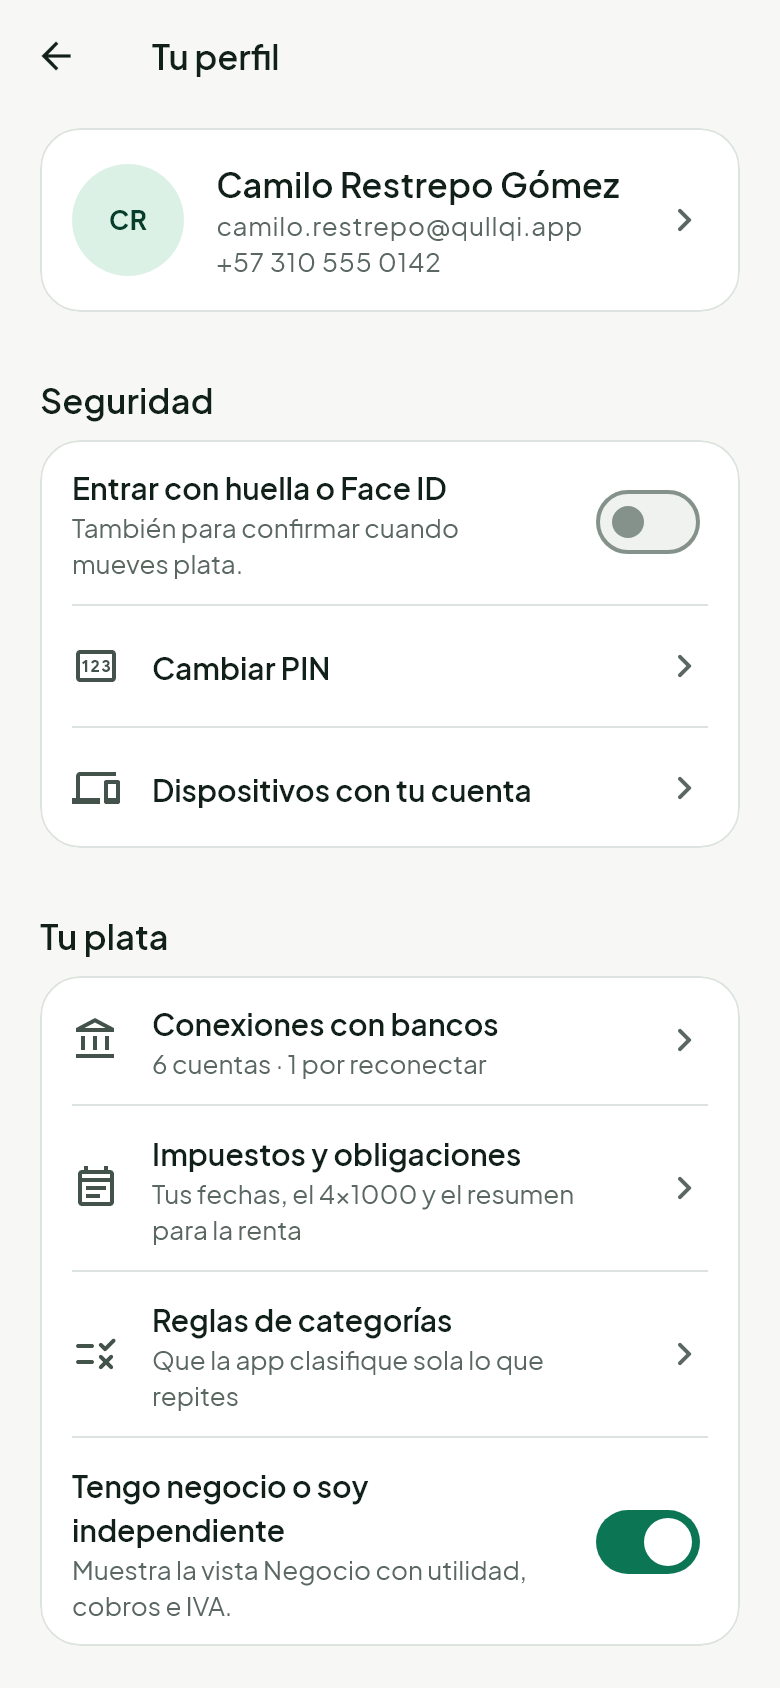 Tu perfil
CR
Camilo Restrepo Gómez
camilo.restrepo@qullqi.app
+57 310 555 0142
Seguridad
Entrar con huella o Face ID
También para confirmar cuando
mueves plata.
123
Cambiar PIN
Dispositivos con tu cuenta
Tu plata
Conexiones con bancos
6 cuentas · 1 por reconectar
Impuestos y obligaciones
Tus fechas, el 4×1000 y el resumen
para la renta
Reglas de categorías
Que la app clasifique sola lo que
repites
Tengo negocio o soy
independiente
Muestra la vista Negocio con utilidad,
cobros e IVA.